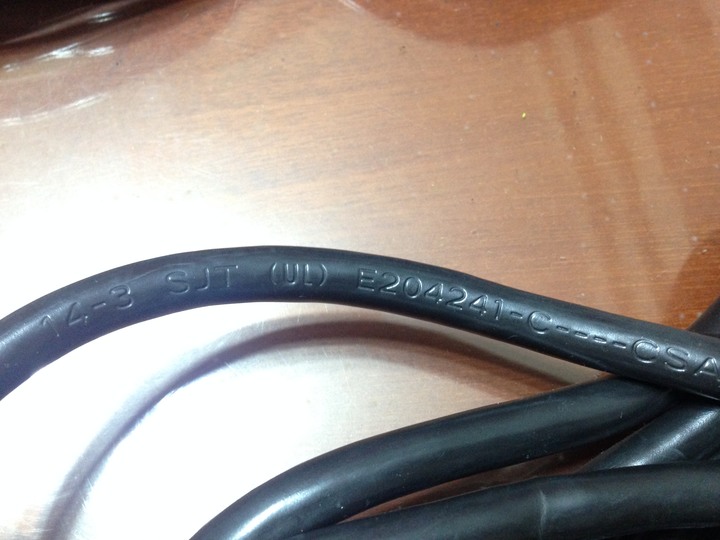 14-3 SJT (UL) E204241-C----CSA